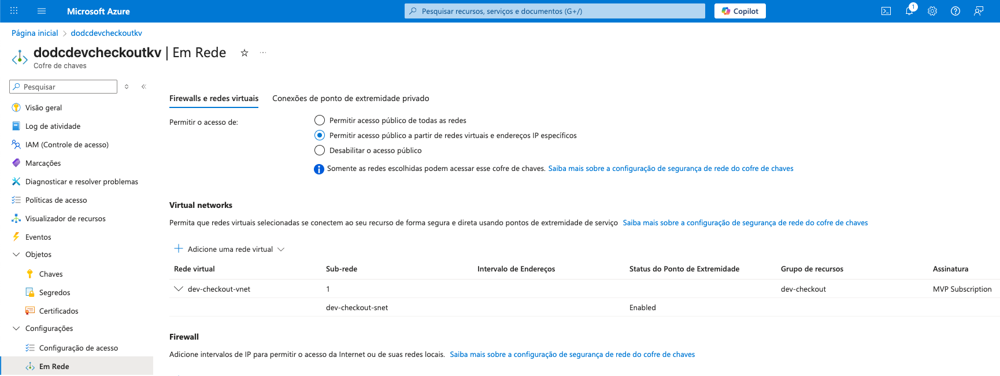 Microsoft Azure
Pesquisar recursos, serviços e documentos (G+/)
Copilot
1
Página inicial > dodcdevcheckoutkv
dodcdevcheckoutkv | Em Rede
Cofre de chaves
Pesquisar
Visão geral
Log de atividade
IAM (Controle de acesso)
Marcações
Diagnosticar e resolver problemas
Políticas de acesso
Visualizador de recursos
Eventos
Objetos
Chaves
Segredos
Certificados
Configurações
Configuração de acesso
Em Rede
Firewalls e redes virtuais Conexões de ponto de extremidade privado
Permitir o acesso de:
Permitir acesso público de todas as redes
Permitir acesso público a partir de redes virtuais e endereços IP específicos
Desabilitar o acesso público
Somente as redes escolhidas podem acessar esse cofre de chaves. Saiba mais sobre a configuração de segurança de rede do cofre de chaves
Virtual networks
Permita que redes virtuais selecionadas se conectem ao seu recurso de forma segura e direta usando pontos de extremidade de serviço Saiba mais sobre a configuração de segurança de rede do cofre de chaves
Adicione uma rede virtual
Rede virtual Sub-rede Intervalo de Endereços Status do Ponto de Extremidade Grupo de recursos Assinatura
dev-checkout-vnet 1 dev-checkout MVP Subscription
dev-checkout-snet Enabled
Firewall
Adicione intervalos de IP para permitir o acesso da Internet ou de suas redes locais. Saiba mais sobre a configuração de segurança de rede do cofre de chaves